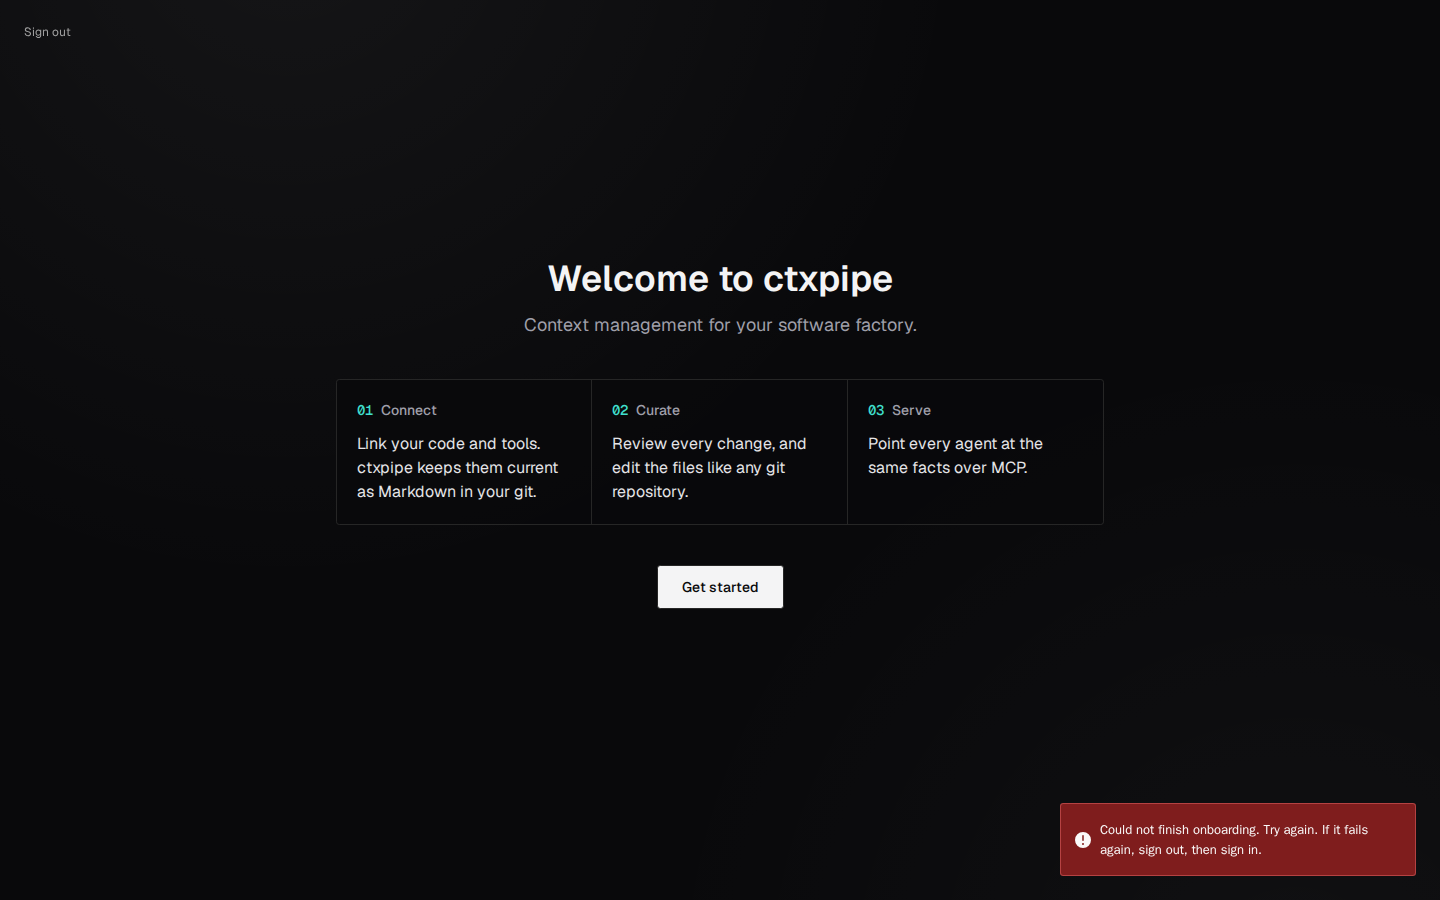 Sign out
Welcome to ctxpipe
Context management for your software factory.
01 Connect
Link your code and tools.
ctxpipe keeps them current
as Markdown in your git.
02 Curate
Review every change, and
edit the files like any git
repository.
03 Serve
Point every agent at the
same facts over MCP.
Get started
Could not finish onboarding. Try again. If it fails
again, sign out, then sign in.